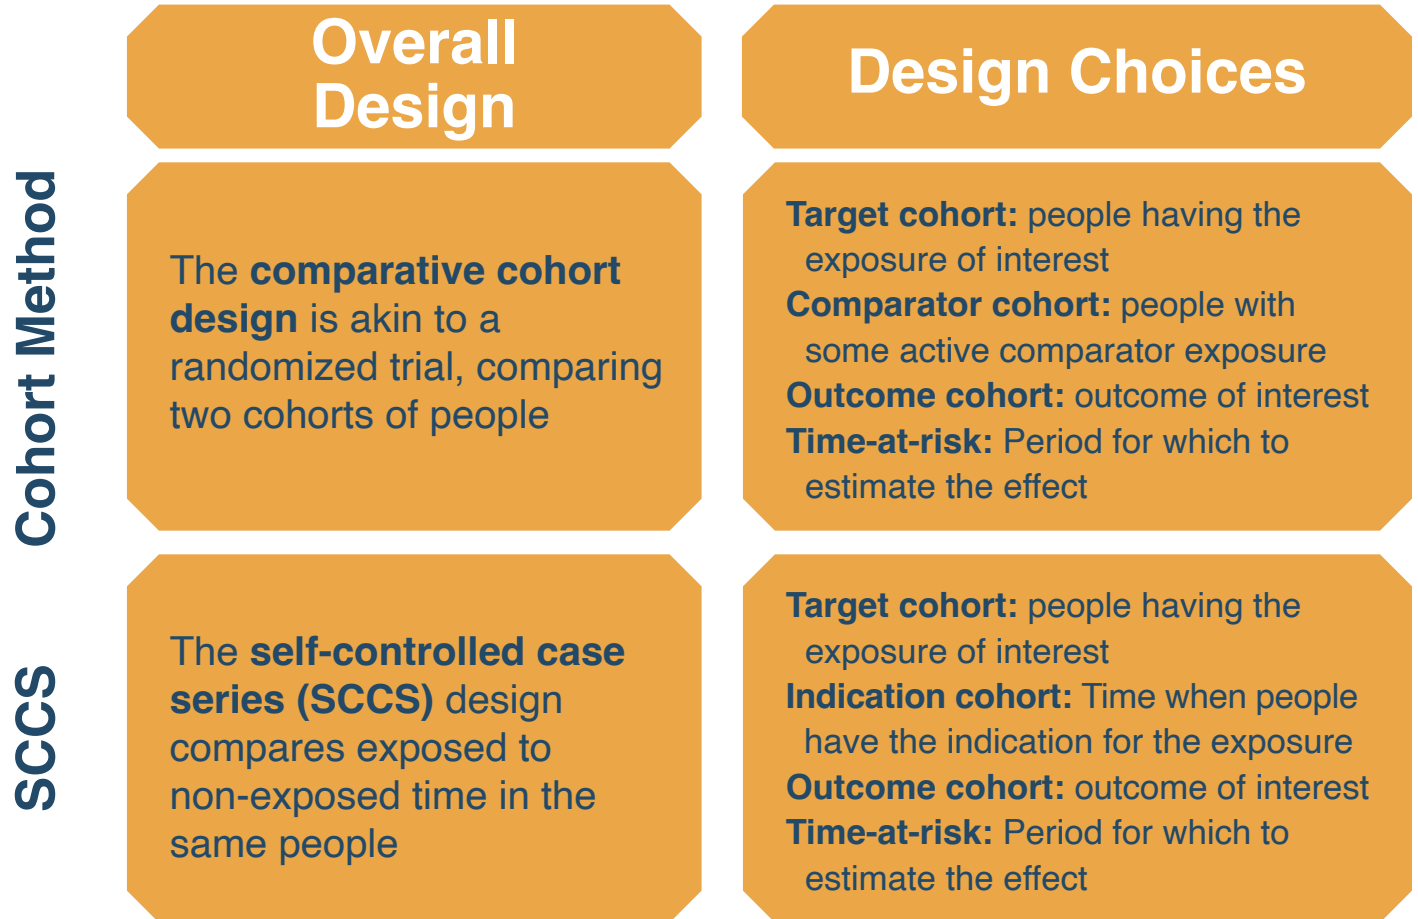 Overall
Design
Design Choices
Cohort Method
The comparative cohort
design is akin to a
randomized trial, comparing
two cohorts of people
Target cohort: people having the
exposure of interest
Comparator cohort: people with
some active comparator exposure
Outcome cohort: outcome of interest
Time-at-risk: Period for which to
estimate the effect
SCCS
The self-controlled case
series (SCCS) design
compares exposed to
non-exposed time in the
same people
Target cohort: people having the
exposure of interest
Indication cohort: Time when people
have the indication for the exposure
Outcome cohort: outcome of interest
Time-at-risk: Period for which to
estimate the effect